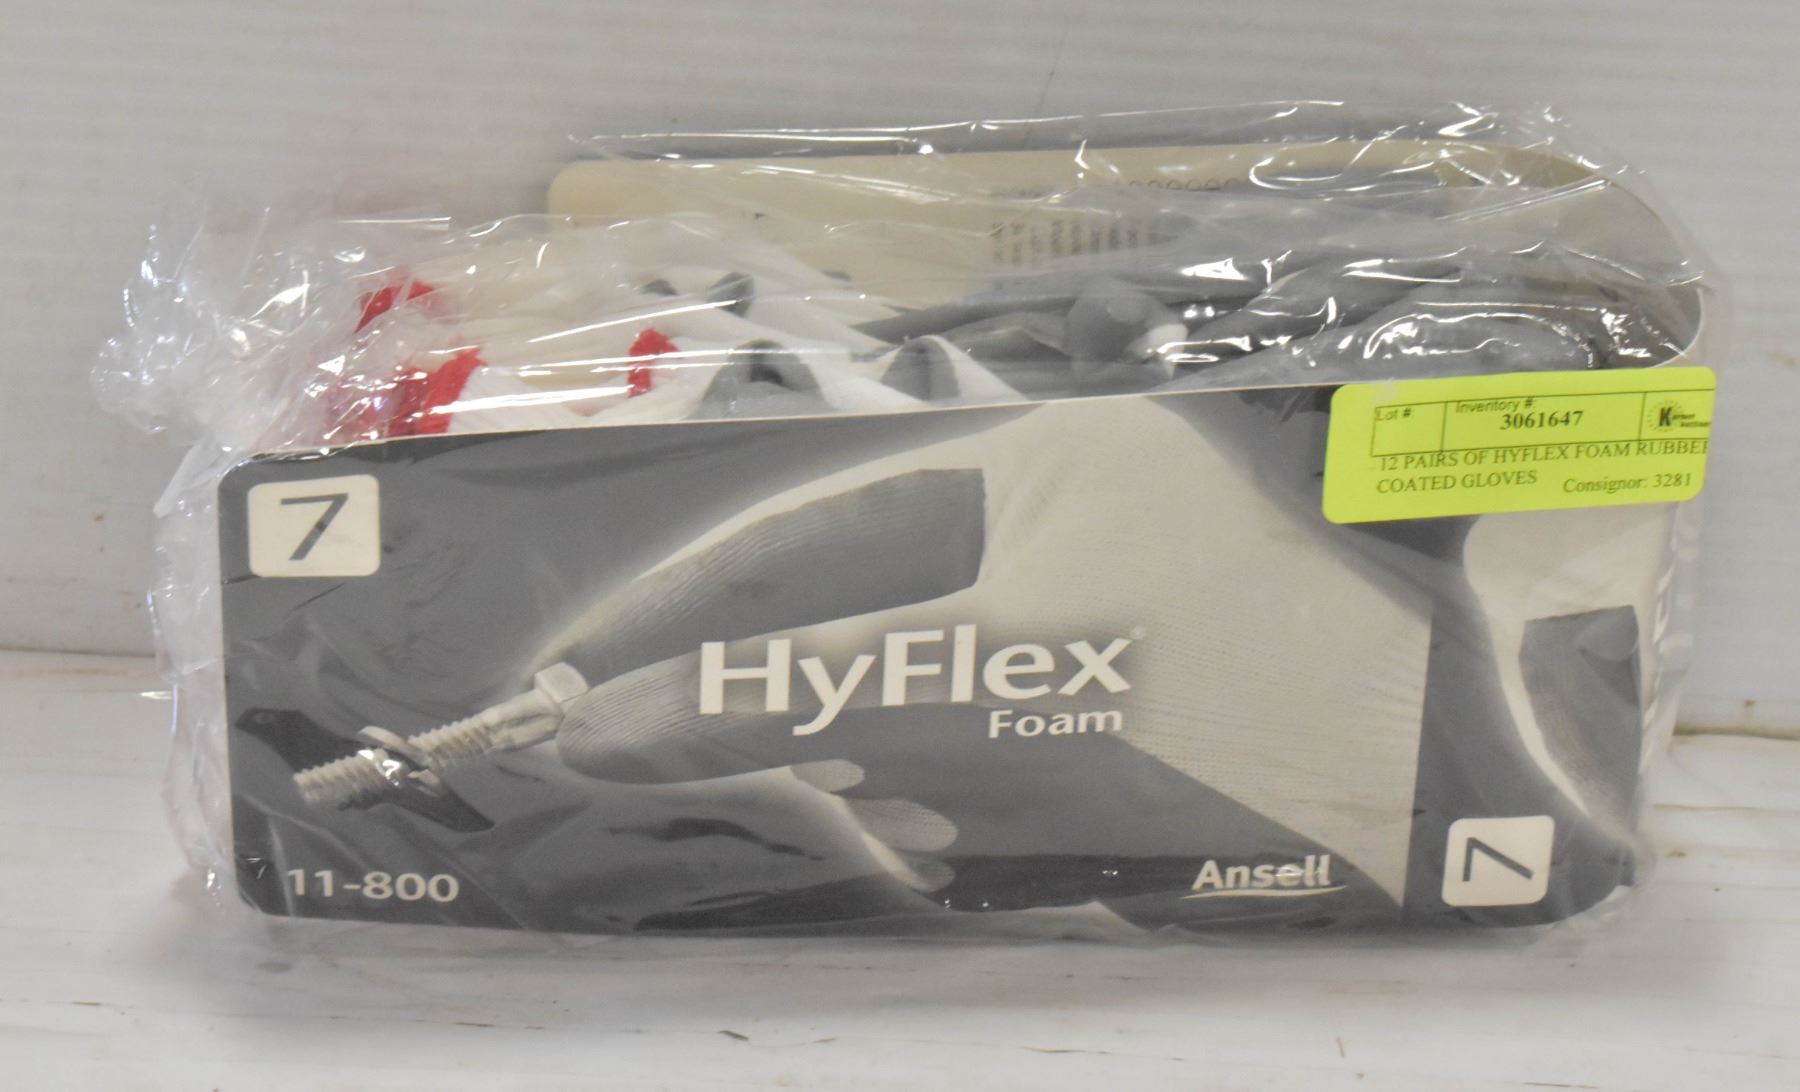 Lot #
Inventory #:
3061647
12 PAIRS OF HYFLEX FOAM RUBBER
COATED GLOVES
Consignor: 3281
7
HyFlex®
Foam
11-800
Ansell
7